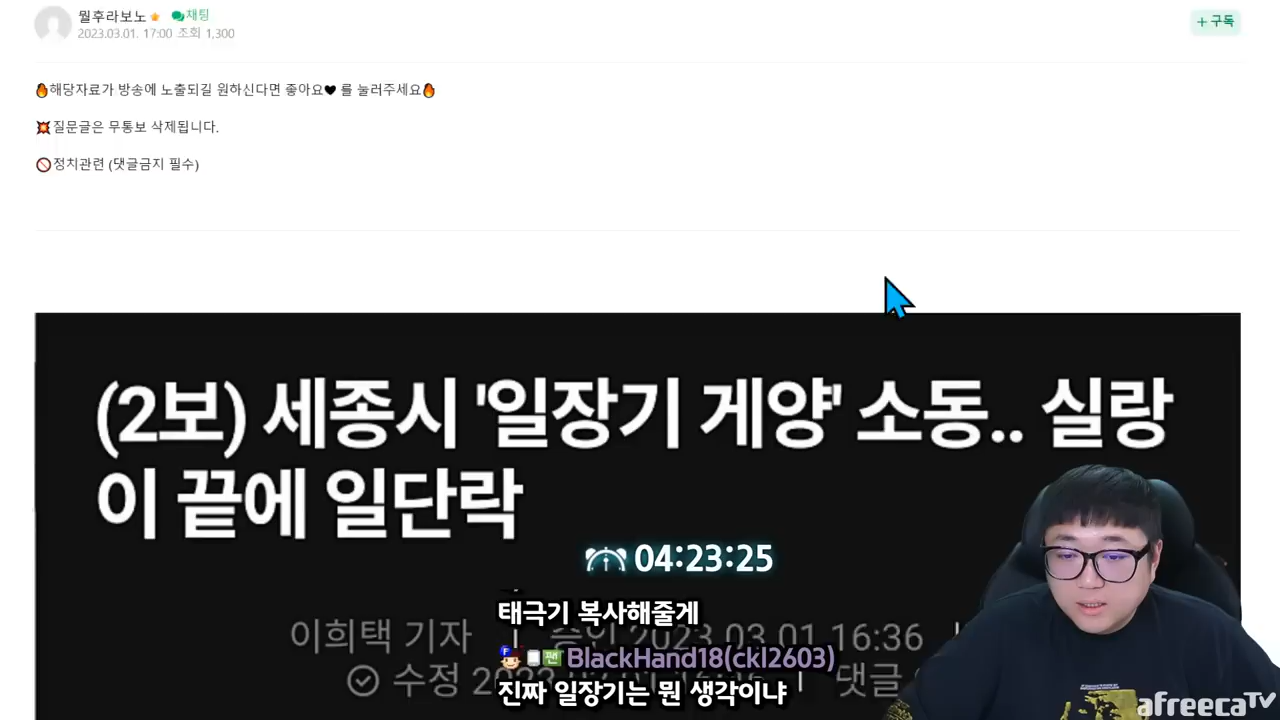 뭘후라보노 채팅
2023.03.01. 17:00 조회 1,300
+ 구독
해당자료가 방송에 노출되길 원하신다면 좋아요🖤 를 눌러주세요🔥
질문글은 무통보 삭제됩니다.
정치관련 (댓글금지 필수)
(2보) 세종시 '일장기 게양' 소동.. 실랑
이 끝에 일단락
04:23:25
태극기 복사해줄게
이희택 기자 승인 2023.03.01 16:36
F 팬 BlackHand18(ckl2603)
수정 댓글
진짜 일장기는 뭔 생각이냐
afreecaTV